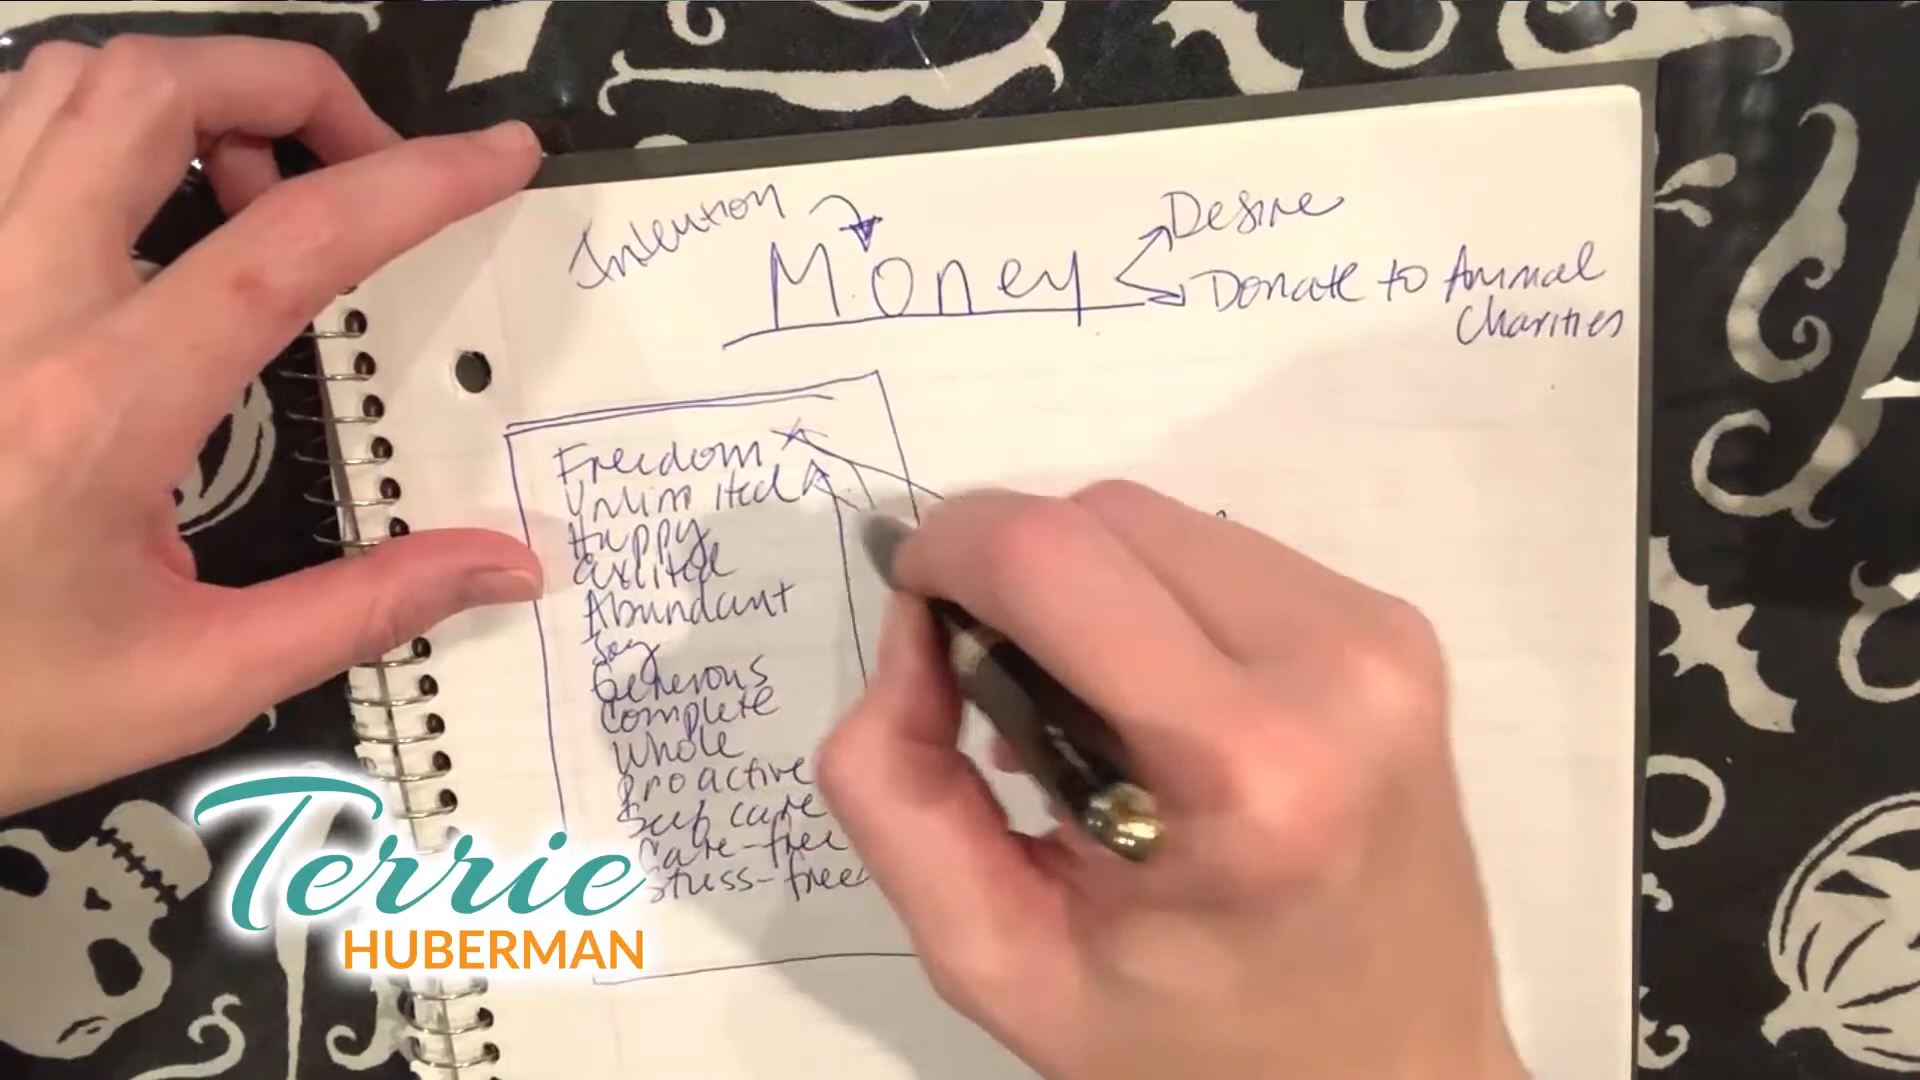 Intention
Money
Desire
Donate to Animal
Charities
Freedom
Unlimited
Happy
Excited
Abundant
Joy
Generous
Complete
Whole
Proactive
Self care
Care-free
Stress-free
Terrie
HUBERMAN